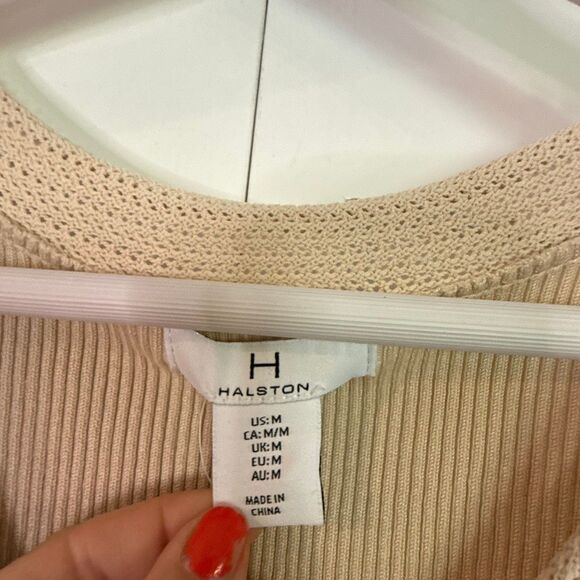 H
HALSTON
US: M
CA: M/M
UK: M
EU: M
AU: M
MADE IN
CHINA